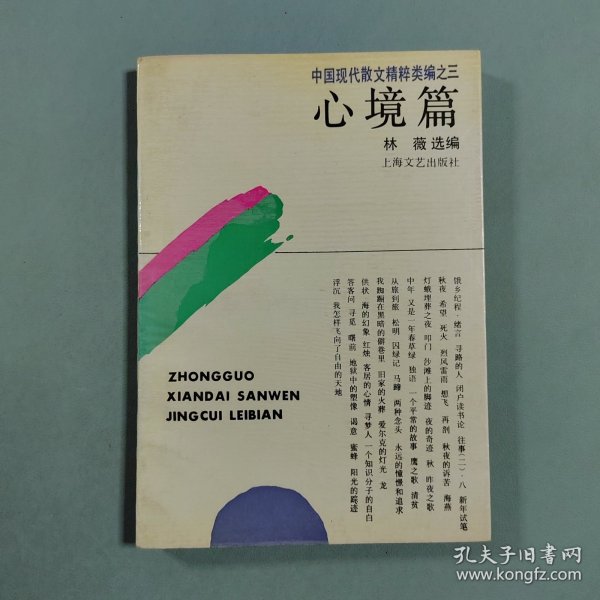 中国现代散文精粹类编之三
心境篇
林 薇 选编
上海文艺出版社
饿乡纪程·绪言 寻路的人 闭户读书论 往事(二)·八 新年试笔
秋夜 希望 死火 烈风雷雨 想飞 再剖 秋夜的诉苦 海燕
灯蛾埋葬之夜 叩门 沙滩上的脚迹 夜的奇迹 秋 昨夜之歌
中年 又是一年春草绿 独语 一个平常的故事 鹰之歌 清贫
从旅到旅 松明 囚绿记 马蜂 两种念头 永远的憧憬和追求
我踟蹰在黑暗的僻巷里 旧家的火葬 爱尔克的灯光 龙
供状 海的幻象 红烛 客居的心情 寻梦人 一个知识分子的自白
答客问 寻觅 曙前 地狱中的塑像 谒意 蜜蜂 阳光的踪迹
浮沉 我怎样飞向了自由的天地
ZHONGGUO
XIANDAI SANWEN
JINGCUI LEIBIAN
孔夫子旧书网
www.kongfz.com